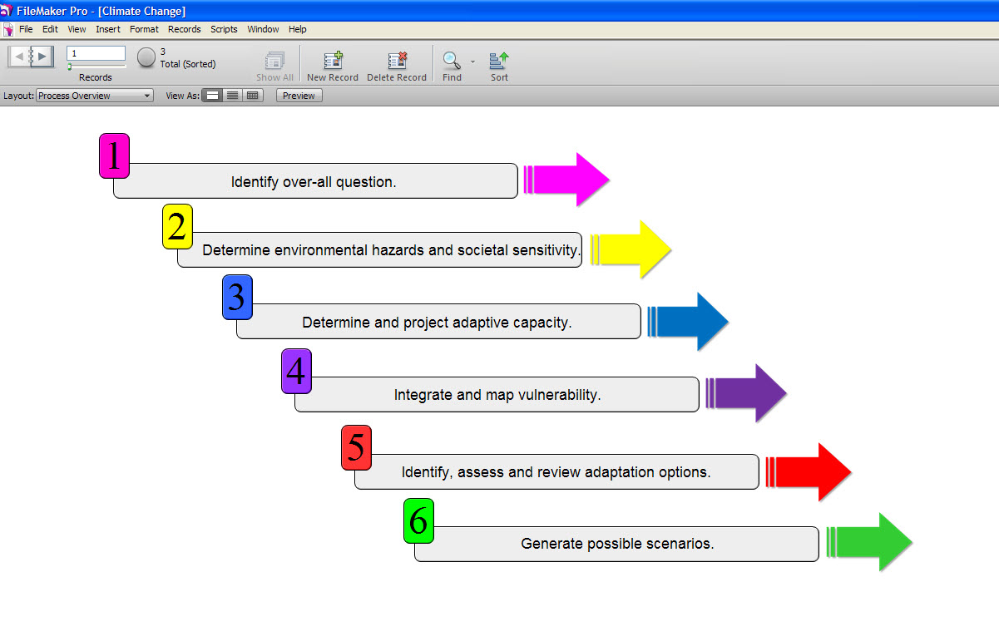 FileMaker Pro - [Climate Change]
File Edit View Insert Format Records Scripts Window Help
1
3
Total (Sorted)
Records
Show All
New Record
Delete Record
Find
Sort
Layout: Process Overview View As: Preview
1
Identify over-all question.
2
Determine environmental hazards and societal sensitivity.
3
Determine and project adaptive capacity.
4
Integrate and map vulnerability.
5
Identify, assess and review adaptation options.
6
Generate possible scenarios.